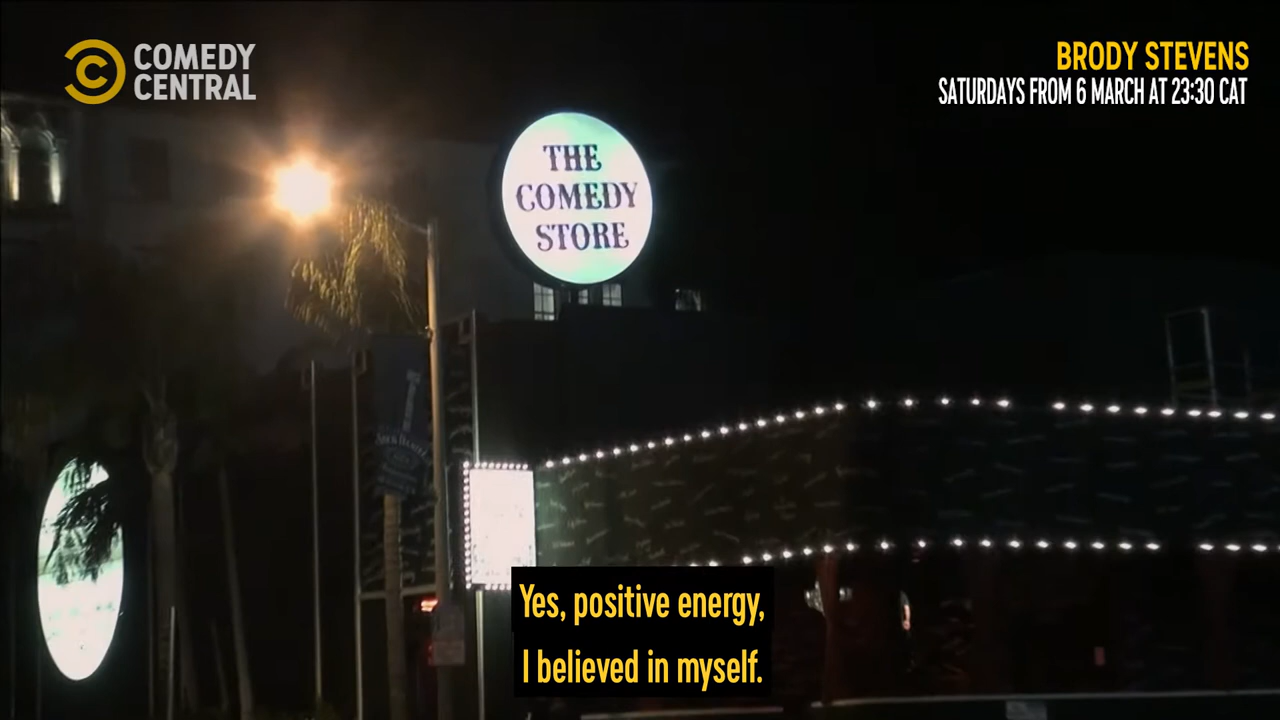 COMEDY
CENTRAL
BRODY STEVENS
SATURDAYS FROM 6 MARCH AT 23:30 CAT
THE
COMEDY
STORE
Yes, positive energy,
I believed in myself.